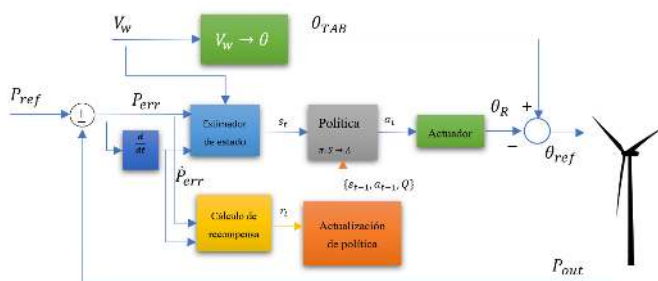 V_w
V_w → θ
θ_TAB
P_ref
±
P_err
Estimador
de estado
s_t
Política
π: S → A
a_t
Actuador
θ_R
+
−
θ_ref
d/dt
Ṗ_err
{s_{t−1}, a_{t−1}, Q}
Cálculo de
recompensa
r_t
Actualización
de política
P_out